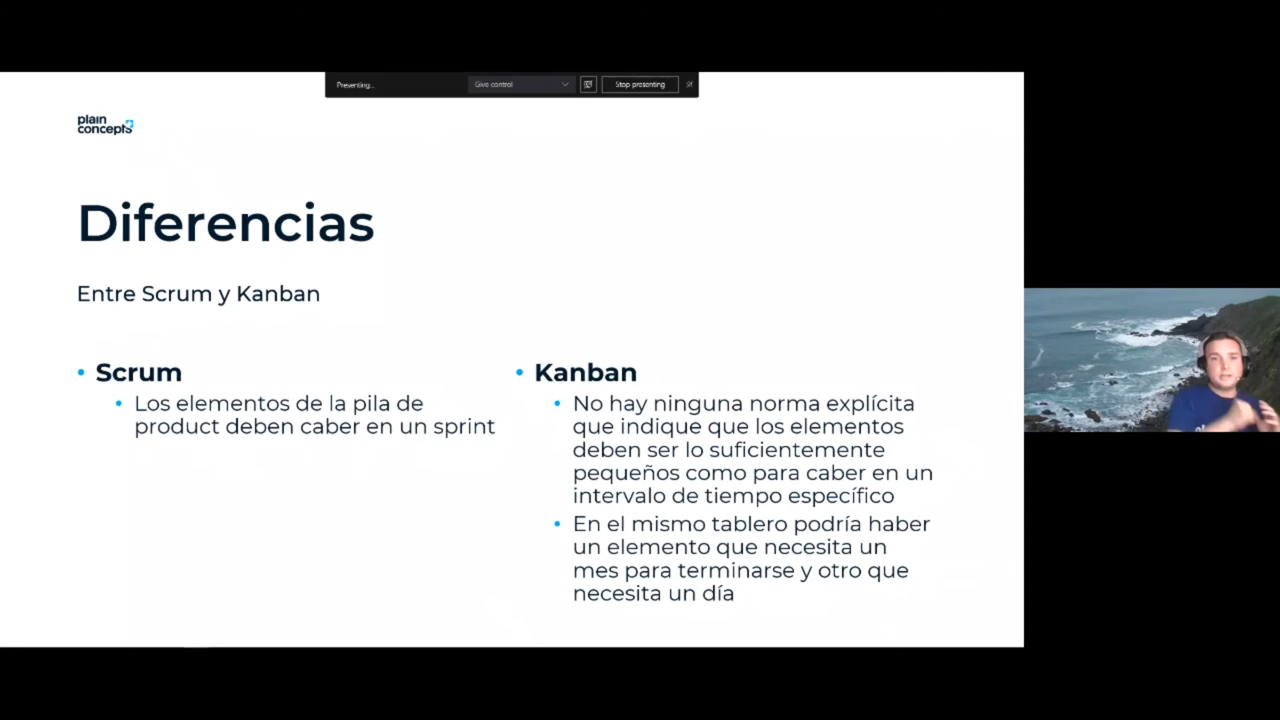 Presenting...
Give control
Stop presenting
plain
concepts
Diferencias
Entre Scrum y Kanban
Scrum
Los elementos de la pila de
product deben caber en un sprint
Kanban
No hay ninguna norma explícita
que indique que los elementos
deben ser lo suficientemente
pequeños como para caber en un
intervalo de tiempo específico
En el mismo tablero podría haber
un elemento que necesita un
mes para terminarse y otro que
necesita un día